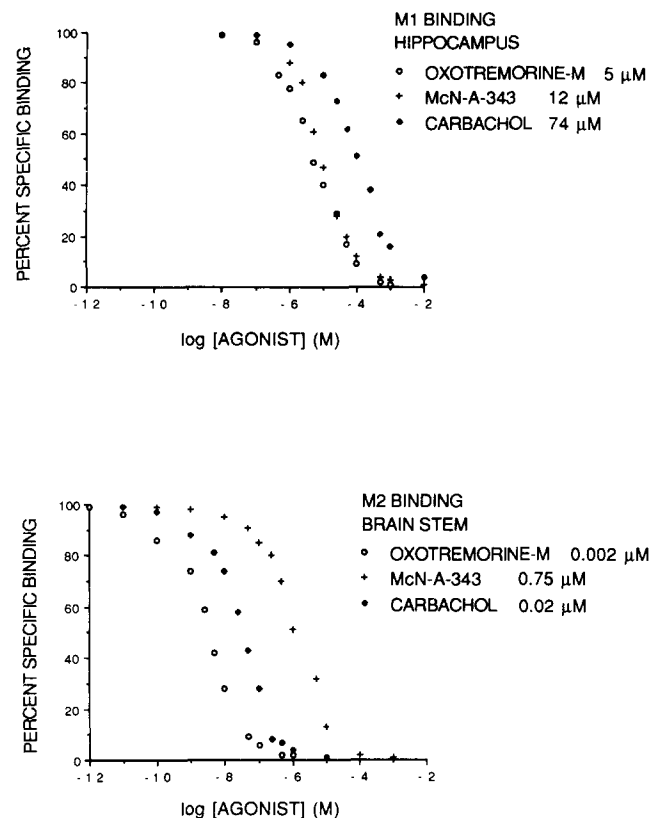 M1 BINDING
HIPPOCAMPUS
OXOTREMORINE-M 5 µM
McN-A-343 12 µM
CARBACHOL 74 µM
PERCENT SPECIFIC BINDING
100
80
60
40
20
0
-12 -10 -8 -6 -4 -2
log [AGONIST] (M)
M2 BINDING
BRAIN STEM
OXOTREMORINE-M 0.002 µM
McN-A-343 0.75 µM
CARBACHOL 0.02 µM
PERCENT SPECIFIC BINDING
100
80
60
40
20
0
-12 -10 -8 -6 -4 -2
log [AGONIST] (M)